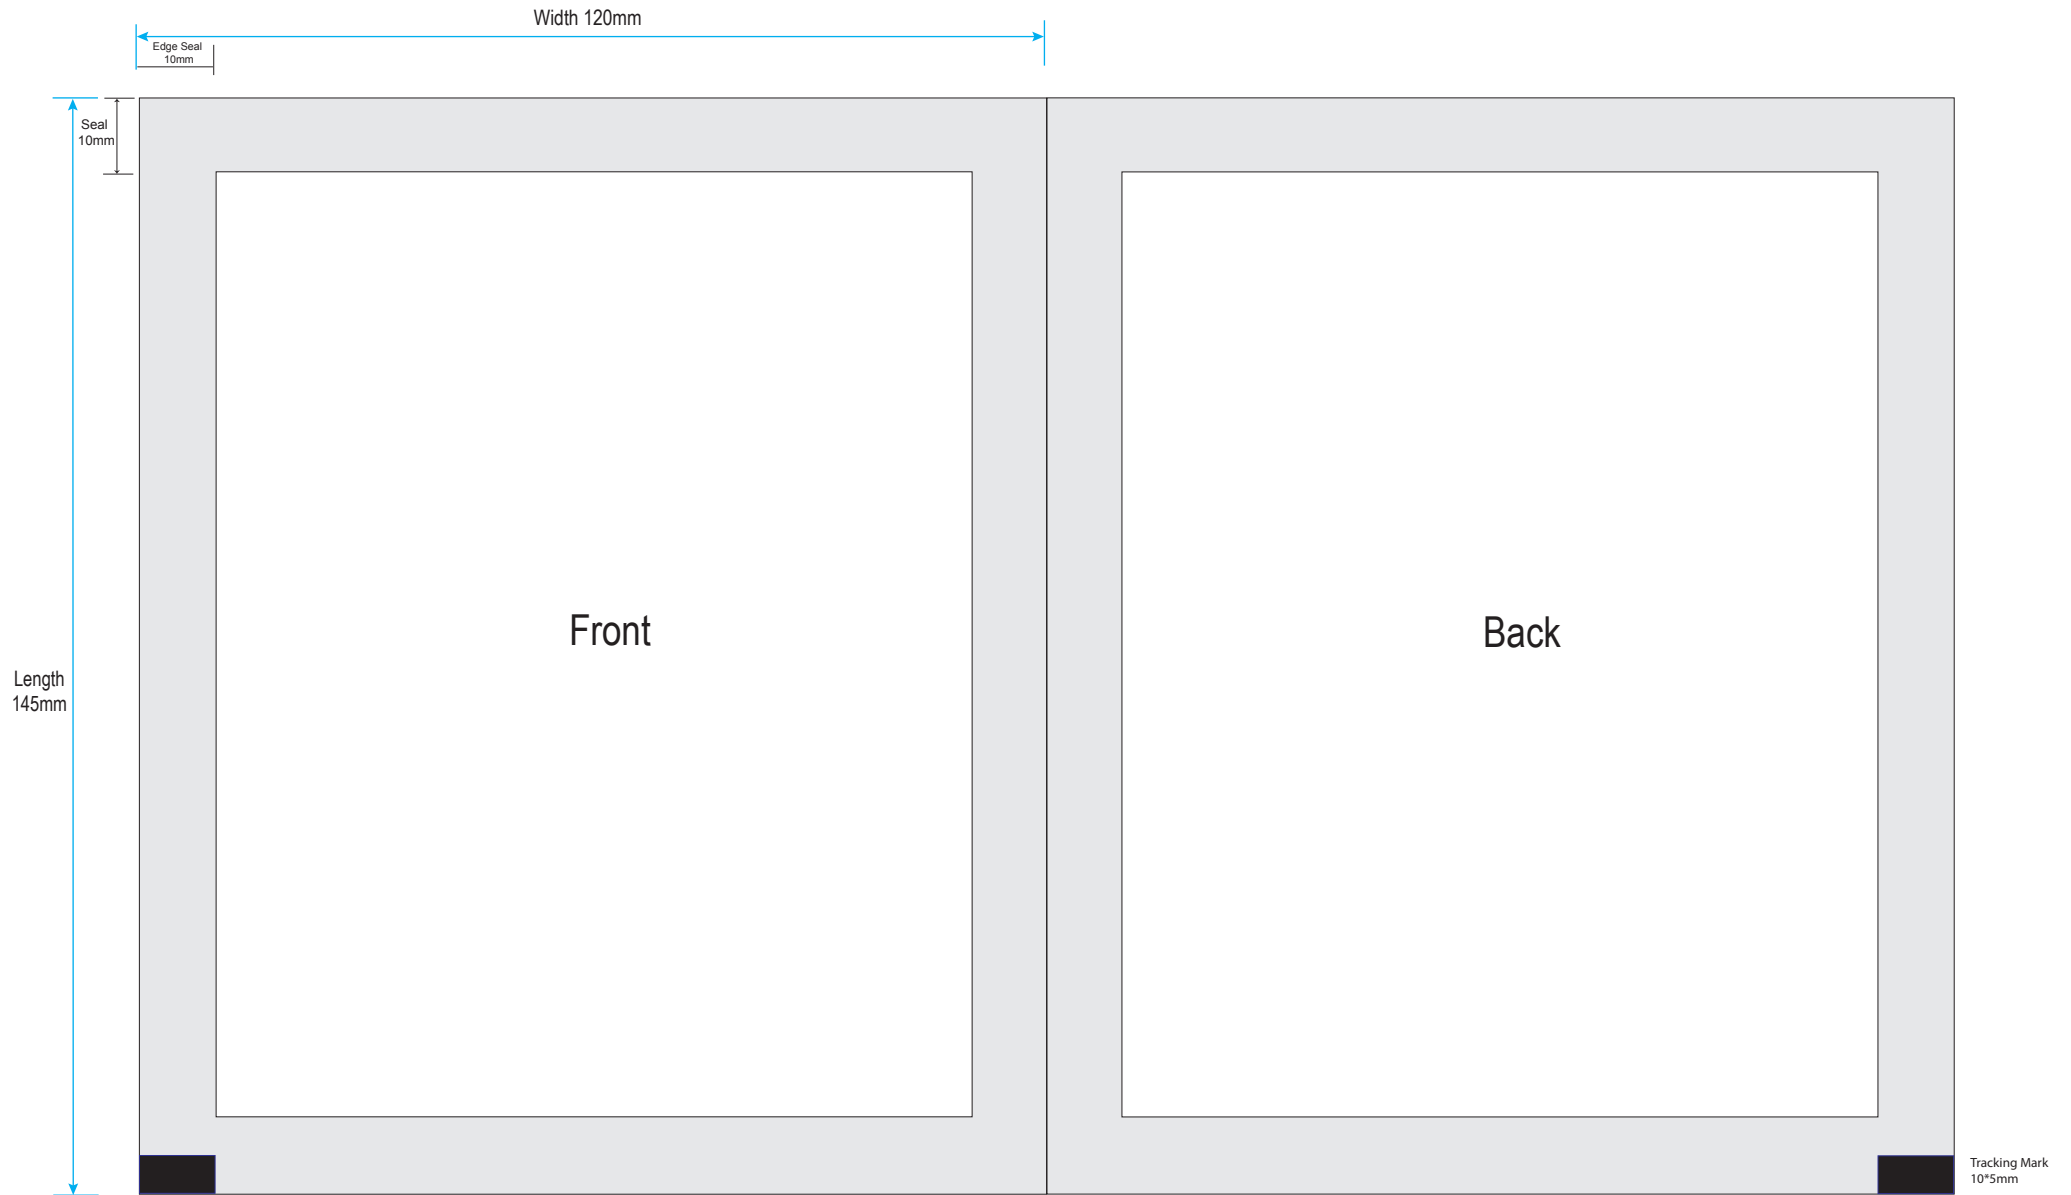 Width 120mm
Edge Seal
10mm
Seal
10mm
Front
Back
Length
145mm
Tracking Mark
10*5mm